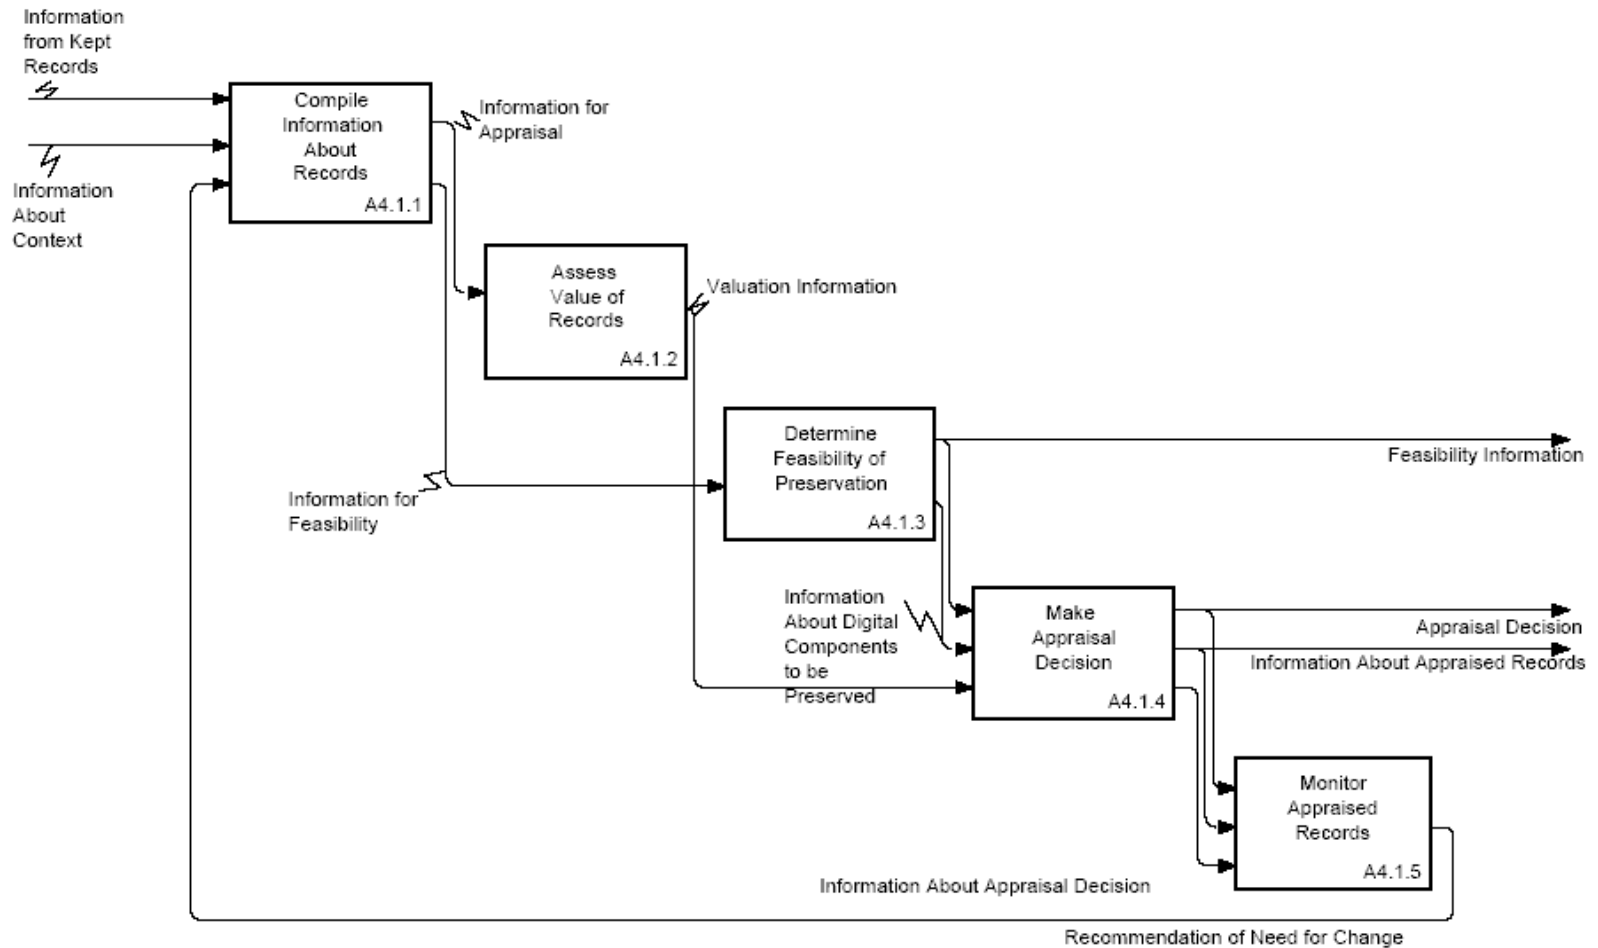 Information
from Kept
Records
Compile
Information
About
Records
A4.1.1
Information for
Appraisal
Information
About
Context
Assess
Value of
Records
A4.1.2
Valuation Information
Determine
Feasibility of
Preservation
A4.1.3
Feasibility Information
Information for
Feasibility
Information
About Digital
Components
to be
Preserved
Make
Appraisal
Decision
A4.1.4
Appraisal Decision
Information About Appraised Records
Monitor
Appraised
Records
A4.1.5
Information About Appraisal Decision
Recommendation of Need for Change